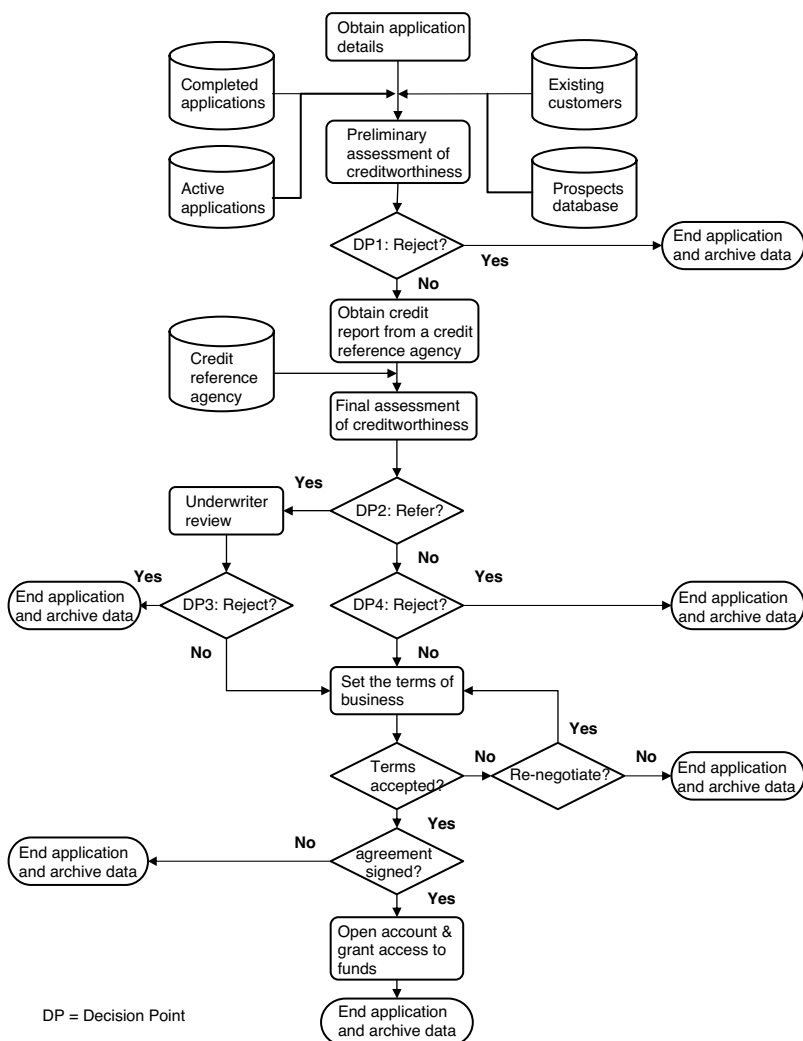 Obtain application
details
Completed
applications
Existing
customers
Preliminary
assessment of
creditworthiness
Active
applications
Prospects
database
DP1: Reject?
Yes
End application
and archive data
No
Obtain credit
report from a credit
reference agency
Credit
reference
agency
Final assessment
of creditworthiness
Yes
Underwriter
review
DP2: Refer?
No
Yes
End application
and archive data
DP3: Reject?
DP4: Reject?
Yes
End application
and archive data
No
No
Set the terms of
business
Yes
Terms
accepted?
No
Re-negotiate?
No
End application
and archive data
Yes
No
End application
and archive data
agreement
signed?
Yes
Open account &
grant access to
funds
DP = Decision Point
End application
and archive data